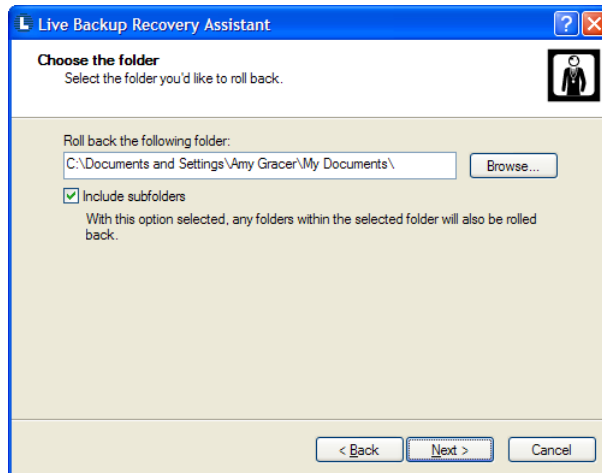 L Live Backup Recovery Assistant ?
Choose the folder
Select the folder you'd like to roll back.
Roll back the following folder:
C:\Documents and Settings\Amy Gracer\My Documents\ Browse...
Include subfolders
With this option selected, any folders within the selected folder will also be rolled
back.
< Back Next > Cancel